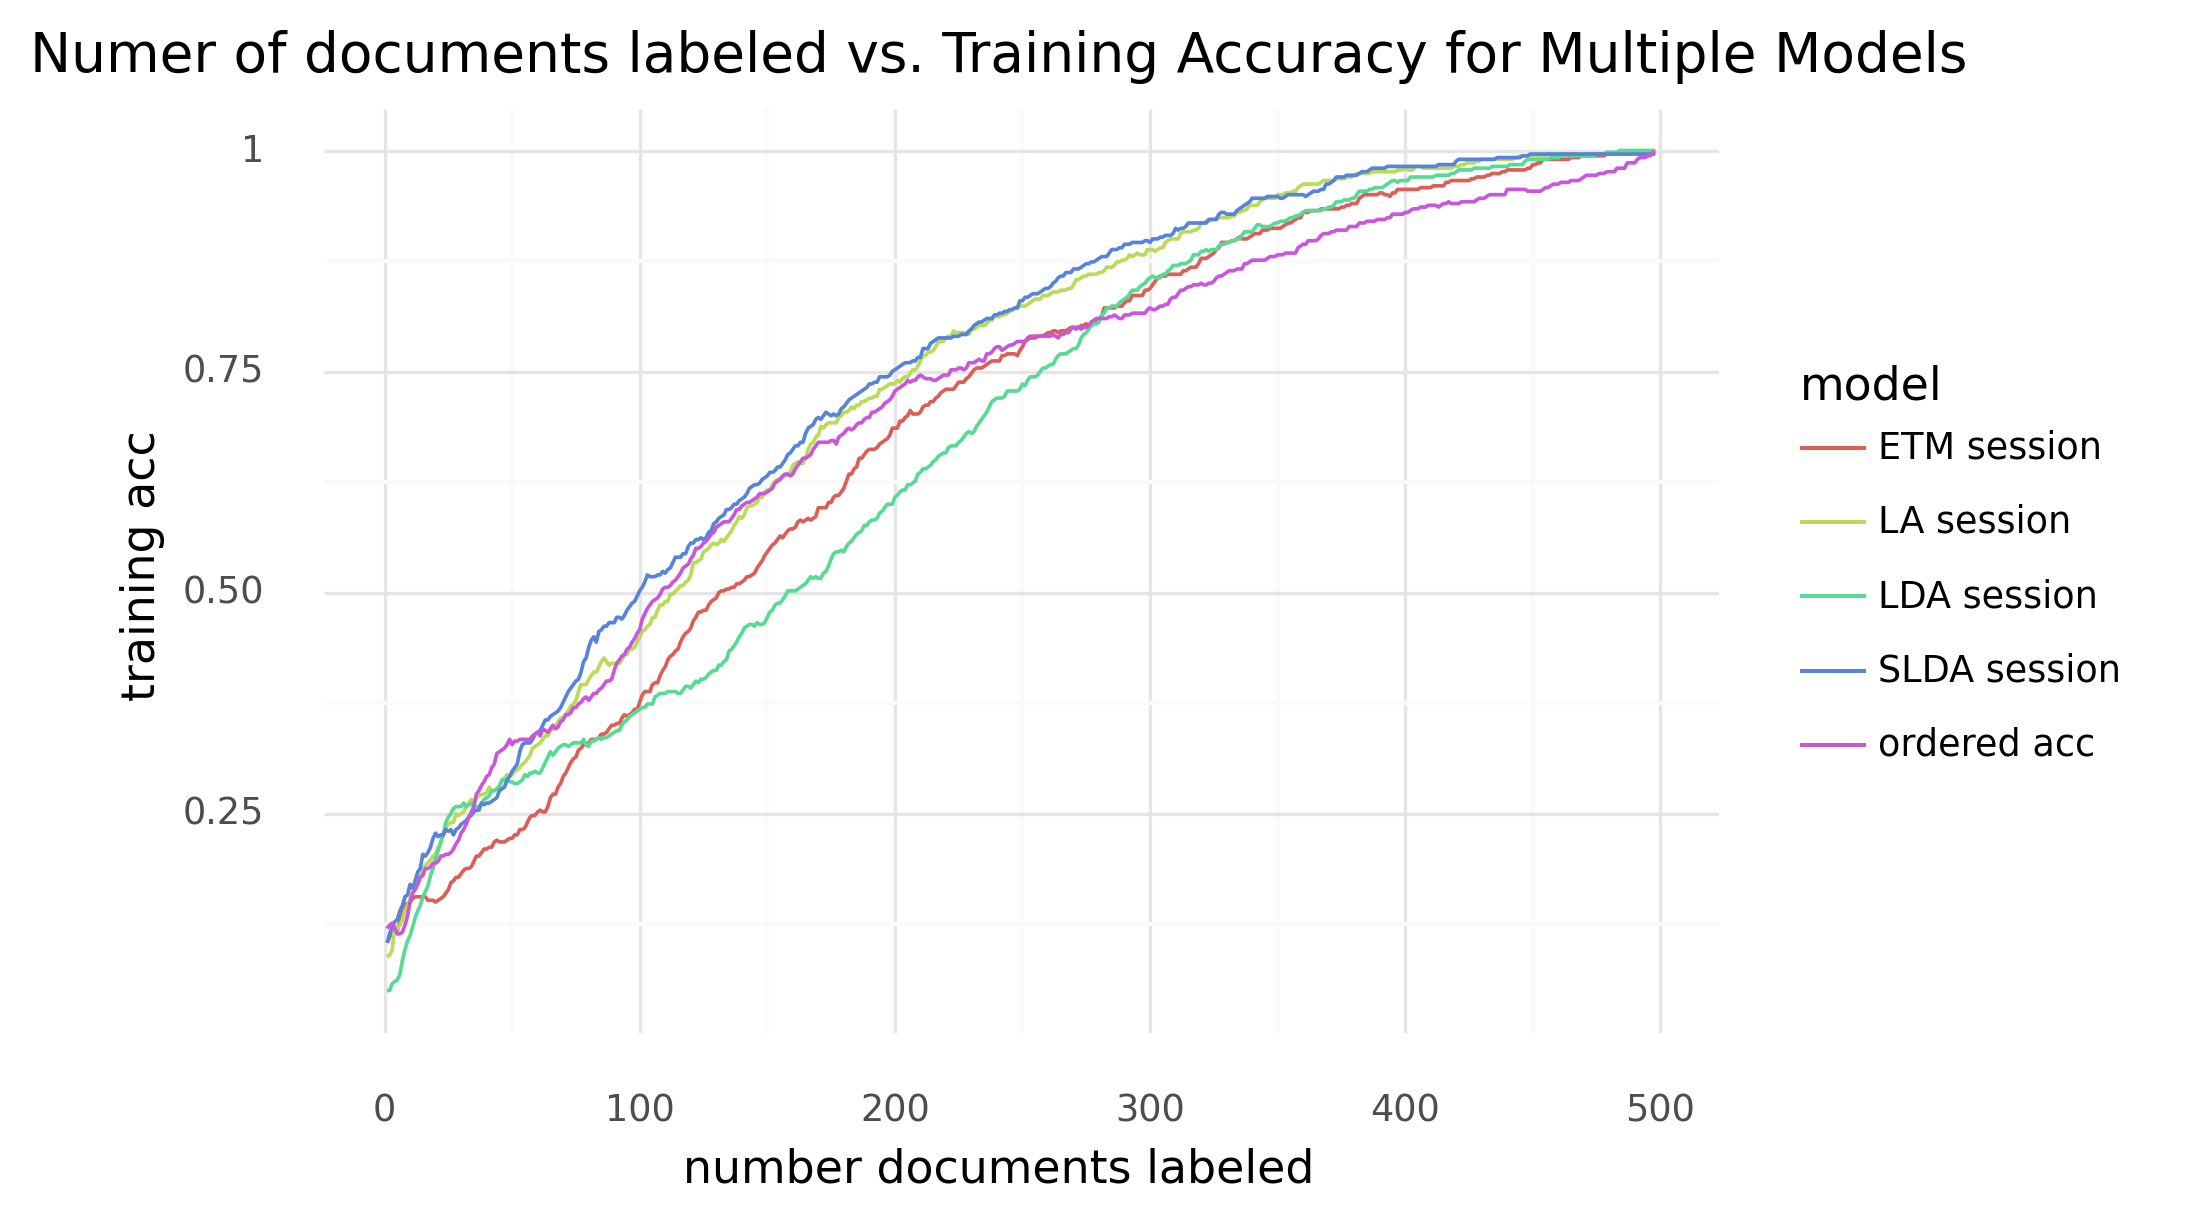 Numer of documents labeled vs. Training Accuracy for Multiple Models
1
0.75
0.50
0.25
training acc
0 100 200 300 400 500
number documents labeled
model
ETM session
LA session
LDA session
SLDA session
ordered acc